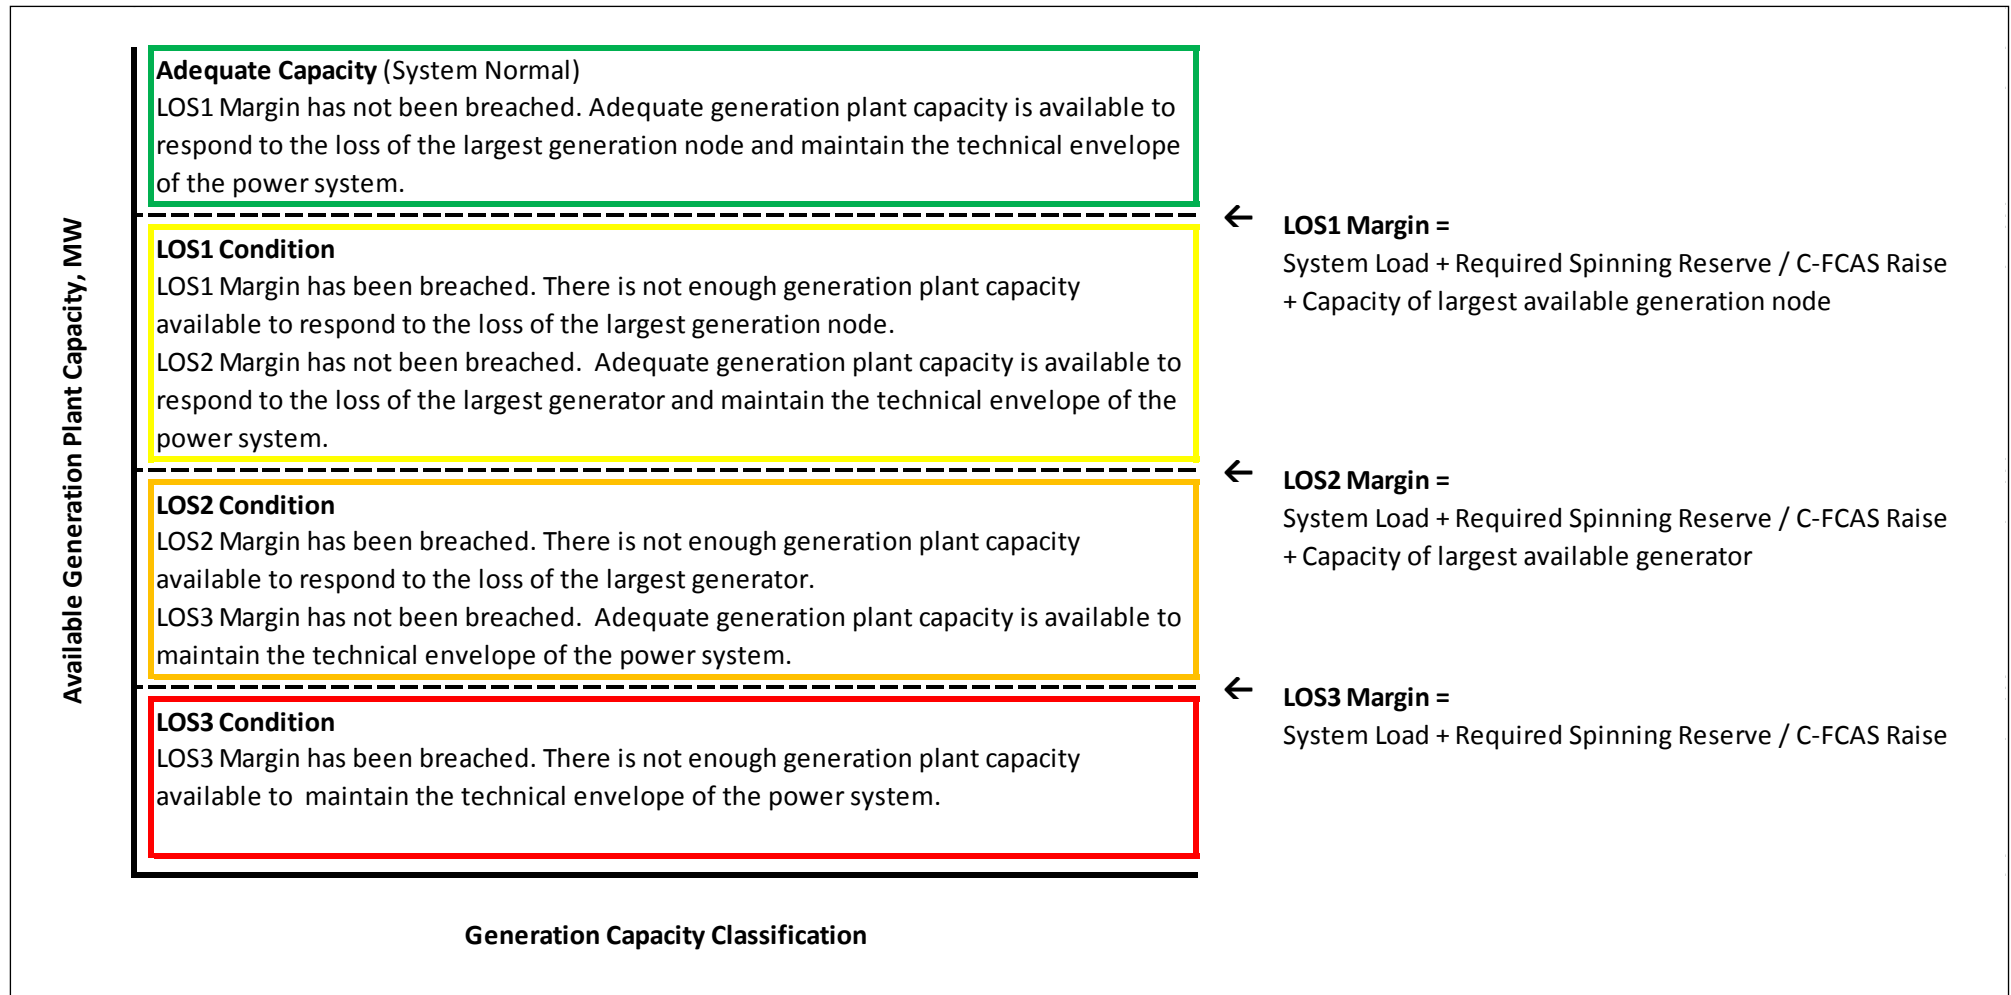 Adequate Capacity (System Normal)
LOS1 Margin has not been breached. Adequate generation plant capacity is available to
respond to the loss of the largest generation node and maintain the technical envelope
of the power system.
LOS1 Condition
LOS1 Margin has been breached. There is not enough generation plant capacity
available to respond to the loss of the largest generation node.
LOS2 Margin has not been breached.  Adequate generation plant capacity is available to
respond to the loss of the largest generator and maintain the technical envelope of the
power system.
LOS2 Condition
LOS2 Margin has been breached. There is not enough generation plant capacity
available to respond to the loss of the largest generator.
LOS3 Margin has not been breached.  Adequate generation plant capacity is available to
maintain the technical envelope of the power system.
LOS3 Condition
LOS3 Margin has been breached. There is not enough generation plant capacity
available to  maintain the technical envelope of the power system.
Available Generation Plant Capacity, MW
Generation Capacity Classification
← LOS1 Margin =
System Load + Required Spinning Reserve / C-FCAS Raise
+ Capacity of largest available generation node
← LOS2 Margin =
System Load + Required Spinning Reserve / C-FCAS Raise
+ Capacity of largest available generator
← LOS3 Margin =
System Load + Required Spinning Reserve / C-FCAS Raise